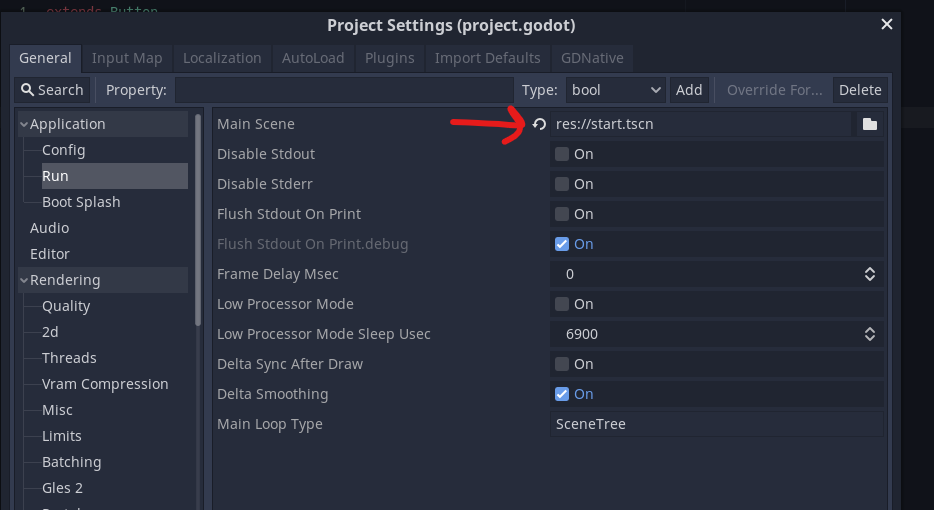 1 extends Button
Project Settings (project.godot)
General Input Map Localization AutoLoad Plugins Import Defaults GDNative
Search Property: Type: bool Add Override For... Delete
Application
Config
Run
Boot Splash
Audio
Editor
Rendering
Quality
2d
Threads
Vram Compression
Misc
Limits
Batching
Gles 2
Main Scene res://start.tscn
Disable Stdout On
Disable Stderr On
Flush Stdout On Print On
Flush Stdout On Print.debug On
Frame Delay Msec 0
Low Processor Mode On
Low Processor Mode Sleep Usec 6900
Delta Sync After Draw On
Delta Smoothing On
Main Loop Type SceneTree